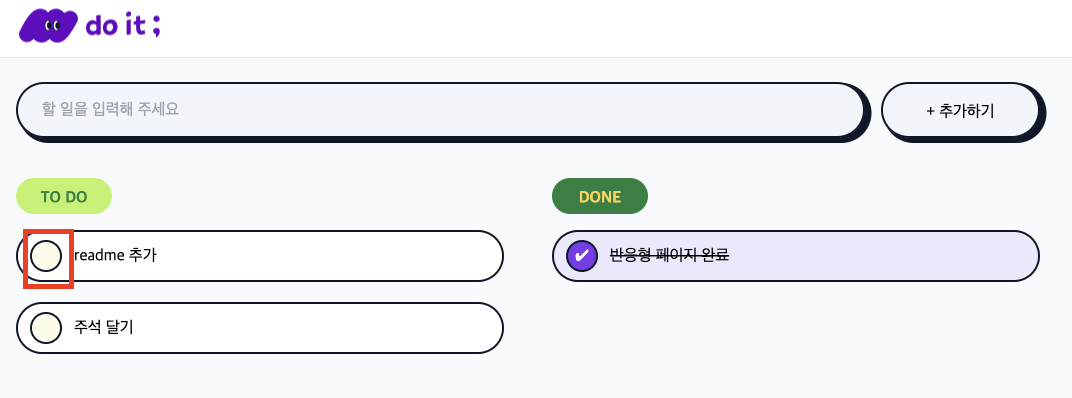 do it ;
할 일을 입력해 주세요
+ 추가하기
TO DO
readme 추가
주석 달기
DONE
반응형 페이지 완료